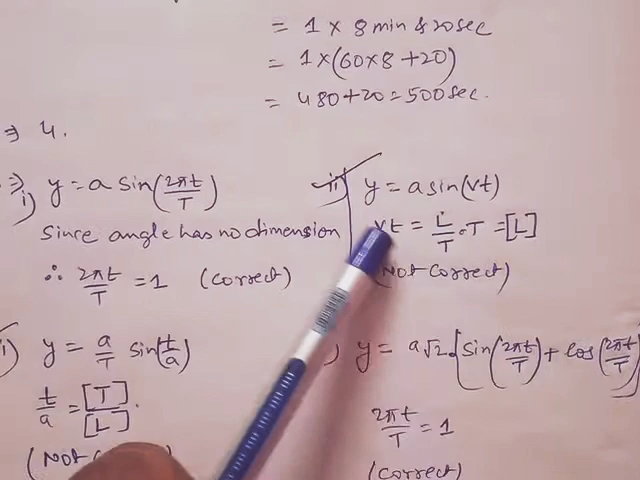 = 1 × 8 min & 20 sec
= 1×(60×8 +20)
= 480+20 = 500 sec.
⇒ 4.
⇒ i) y = a sin(2πt/T)
Since angle has no dimension
∴ 2πt/T = 1 (correct)
ii) y = a sin(vt)
vt = L/T . T = [L]
(Not correct)
i) y = a/T sin(t/a)
t/a = [T]/[L] .
(Not
) y = a√2 [sin(2πt/T) + cos(2πt/T)]
2πt/T = 1
(correct)